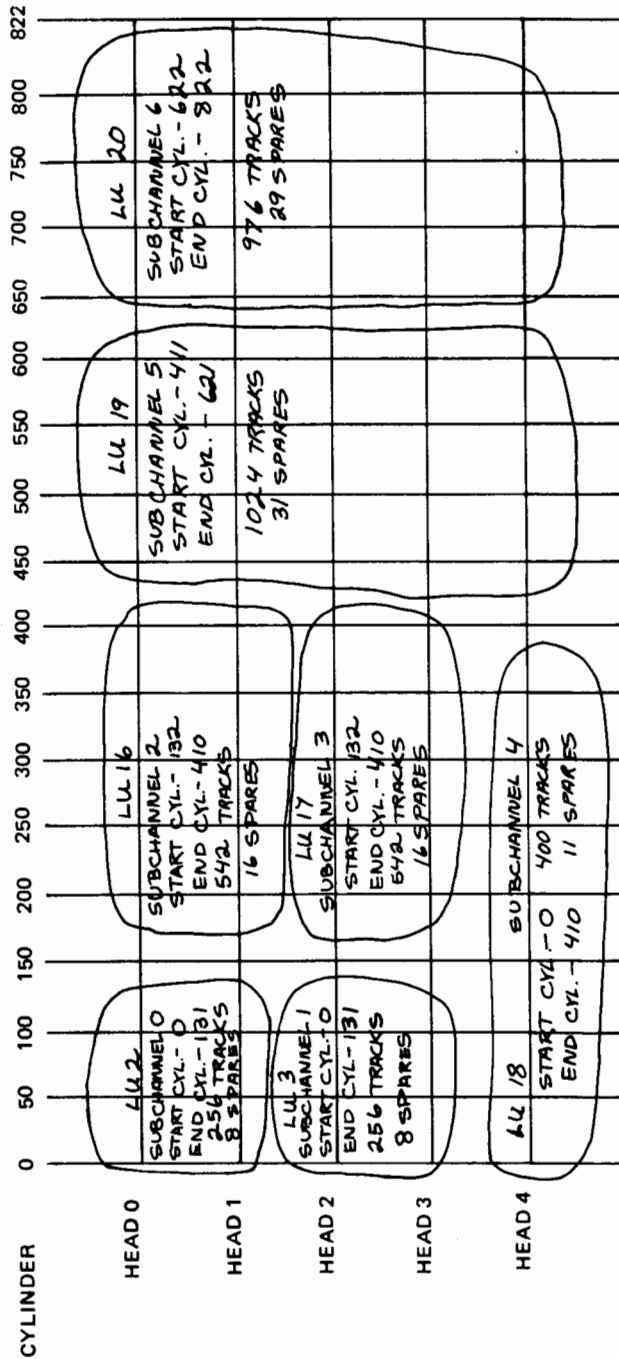 CYLINDER
0 50 100 150 200 250 300 350 400 450 500 550 600 650 700 750 800 822
HEAD 0
HEAD 1
HEAD 2
HEAD 3
HEAD 4
LU 2
SUBCHANNEL 0
START CYL.- 0
END CYL.- 131
256 TRACKS
8 SPARES
LU 3
SUBCHANNEL 1
START CYL.- 0
END CYL- 131
256 TRACKS
8 SPARES
LU 16
SUBCHANNEL 2
START CYL.- 132
END CYL.- 410
542 TRACKS
16 SPARES
LU 17
SUBCHANNEL 3
START CYL. 132
END CYL.- 410
542 TRACKS
16 SPARES
LU 18 SUBCHANNEL 4
START CYL.- 0 400 TRACKS
END CYL.- 410 11 SPARES
LU 19
SUBCHANNEL 5
START CYL.- 411
END CYL. - 621
1024 TRACKS
31 SPARES
LU 20
SUBCHANNEL 6
START CYL.- 622
END CYL. - 822
976 TRACKS
29 SPARES